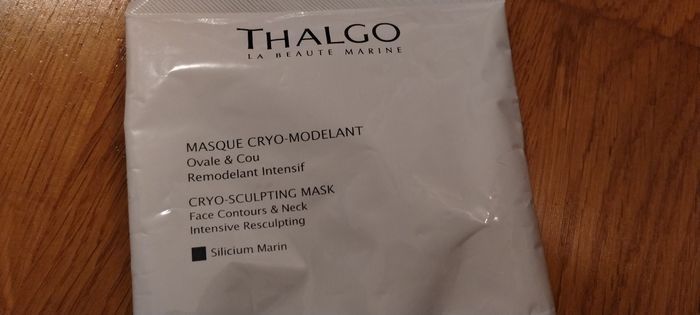 THALGO
LA BEAUTE MARINE
MASQUE CRYO-MODELANT
Ovale & Cou
Remodelant Intensif
CRYO-SCULPTING MASK
Face Contours & Neck
Intensive Resculpting
Silicium Marin